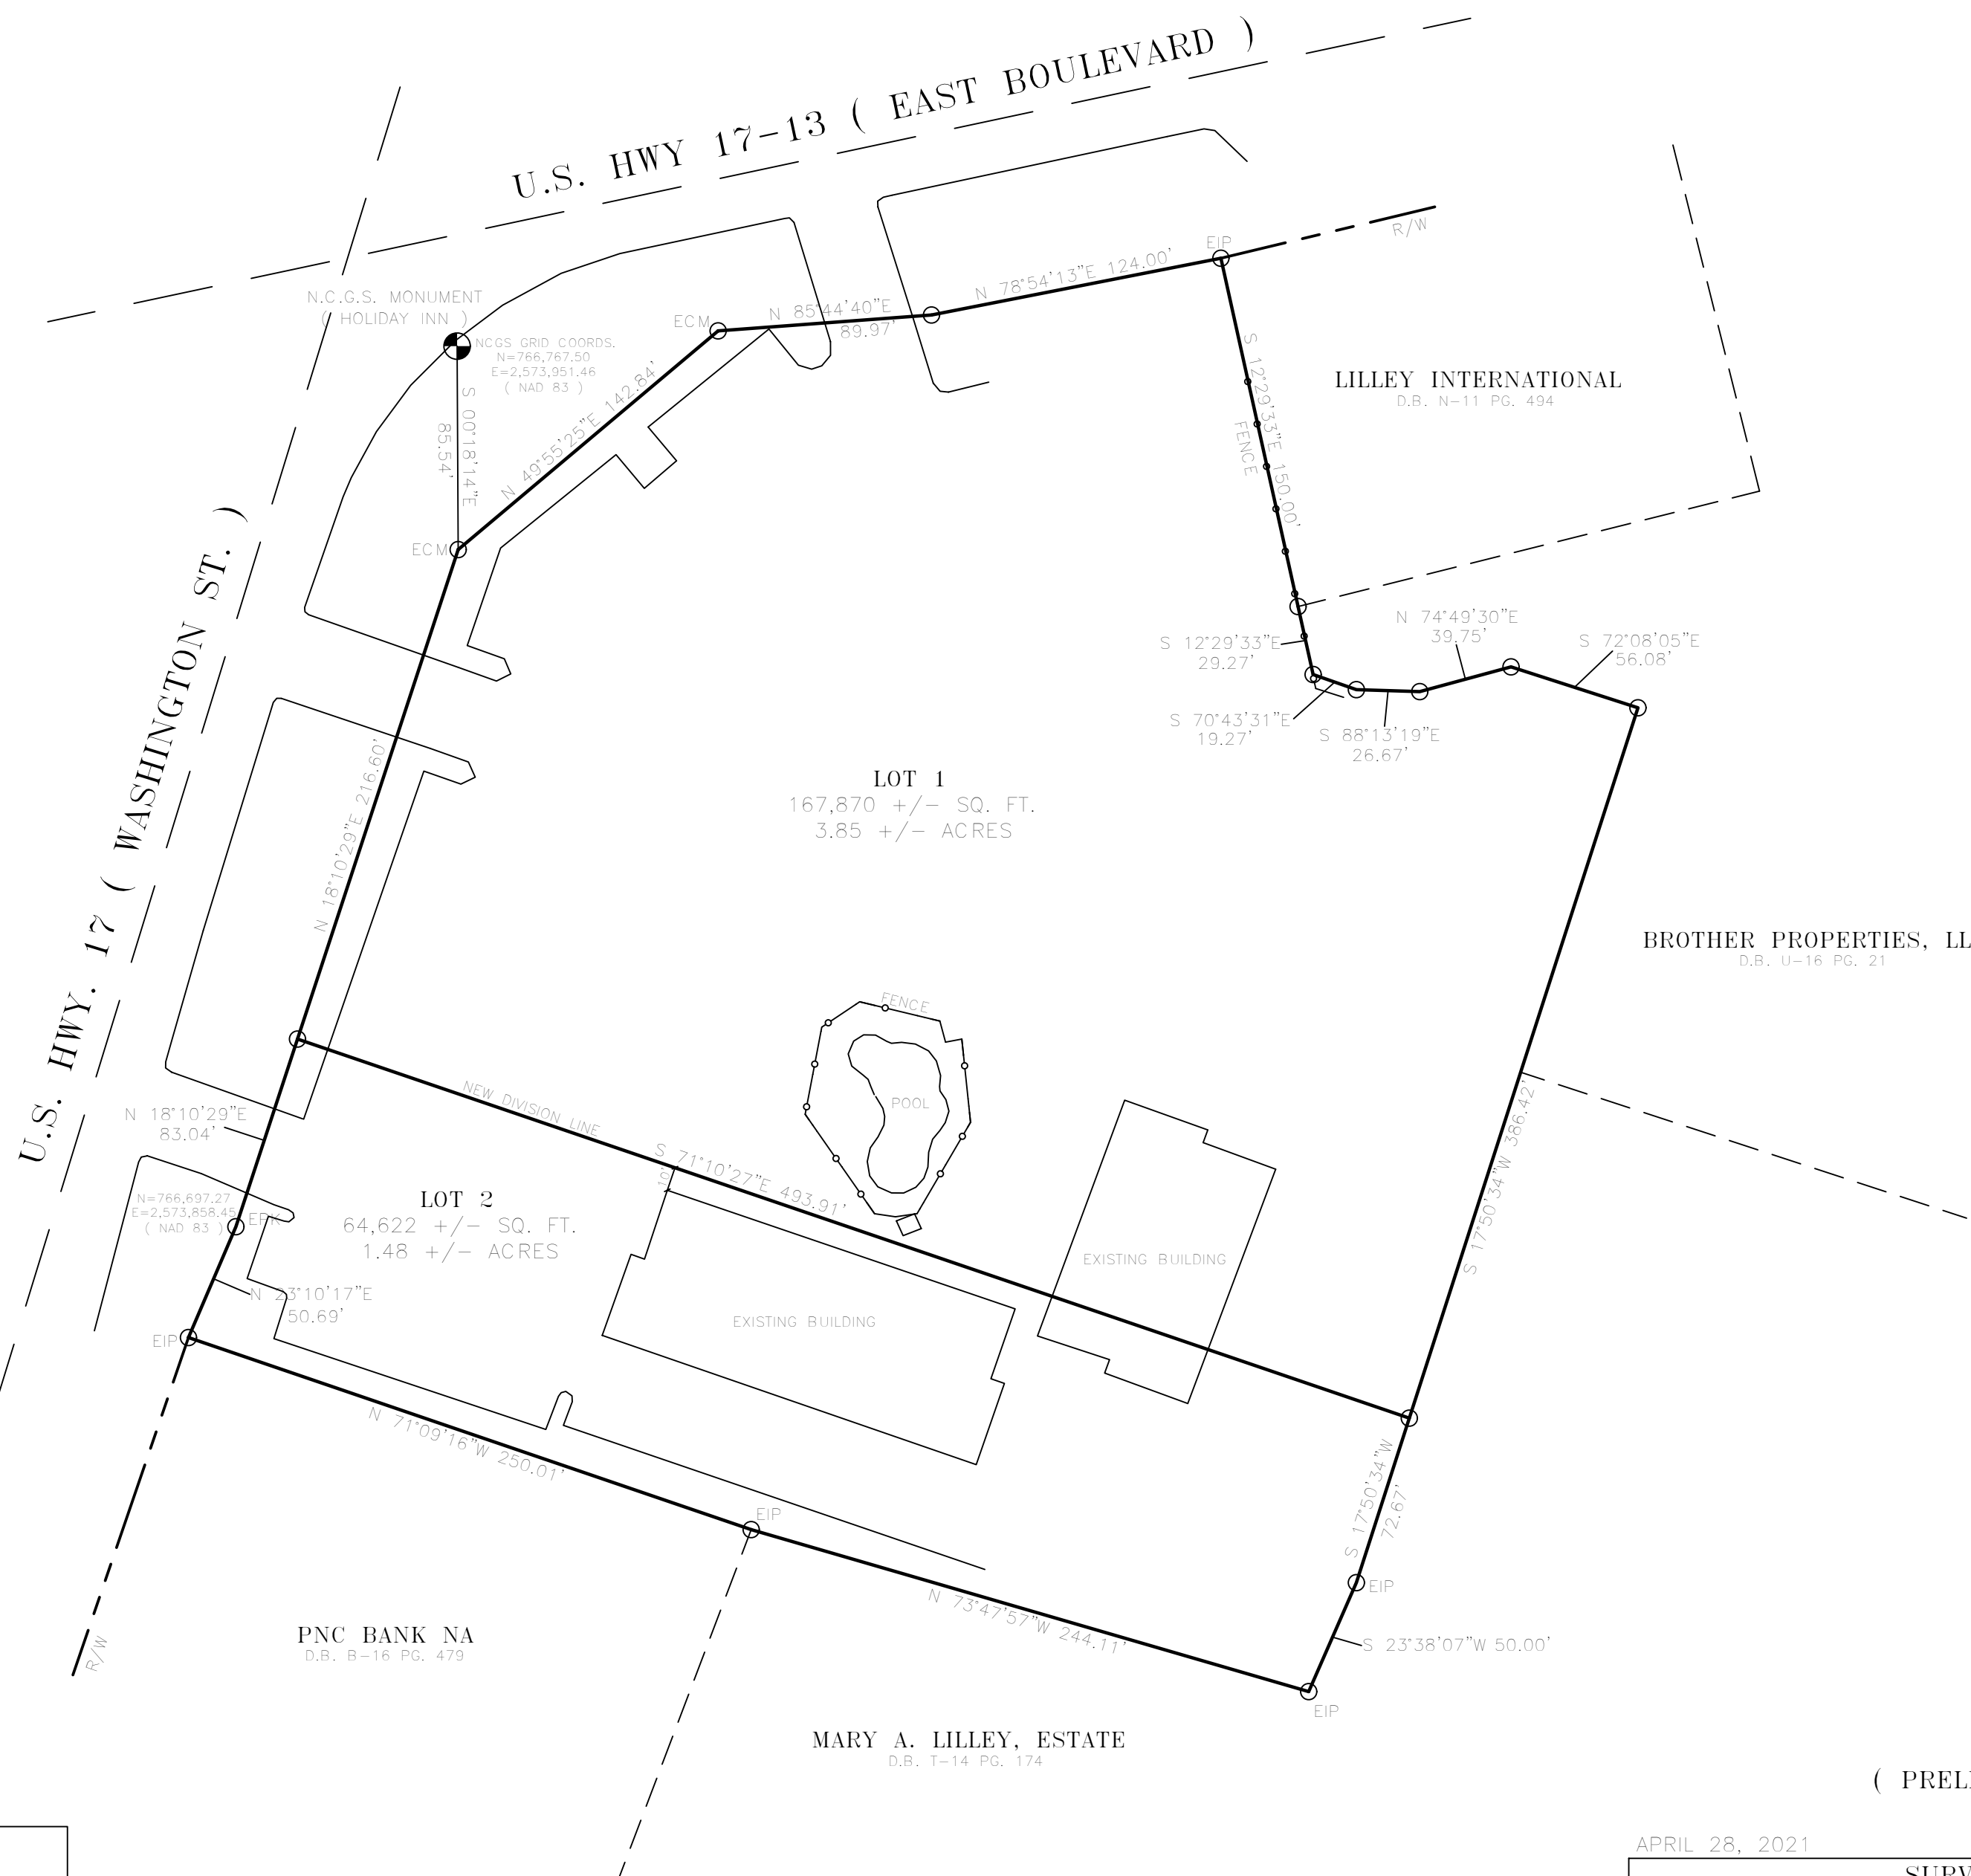 U.S. HWY 17-13 ( EAST BOULEVARD )
R/W
EIP
N 78°54'13"E 124.00'
N 85°44'40"E
89.97'
ECM
N.C.G.S. MONUMENT
( HOLIDAY INN )
NCGS GRID COORDS.
N=766,767.50
E=2,573,951.46
( NAD 83 )
S 00°18'14"E
85.54'
N 49°55'25"E 142.84'
ECM
S 12°29'33"E 150.00'
FENCE
LILLEY INTERNATIONAL
D.B. N-11 PG. 494
S 12°29'33"E
29.27'
N 74°49'30"E
39.75'
S 72°08'05"E
56.08'
S 70°43'31"E
19.27'
S 88°13'19"E
26.67'
U.S. HWY. 17 ( WASHINGTON ST. )
N 18°10'29"E 216.60'
LOT 1
167,870 +/- SQ. FT.
3.85 +/- ACRES
BROTHER PROPERTIES, LL
D.B. U-16 PG. 21
FENCE
POOL
NEW DIVISION LINE
S 71°10'27"E 493.91'
10'
N 18°10'29"E
83.04'
N=766,697.27
E=2,573,858.45
( NAD 83 )
EPK
LOT 2
64,622 +/- SQ. FT.
1.48 +/- ACRES
EXISTING BUILDING
EXISTING BUILDING
S 17°50'34"W 386.42'
N 23°10'17"E
50.69'
EIP
N 71°09'16"W 250.01'
EIP
S 17°50'34"W
72.67'
EIP
N 73°47'57"W 244.11'
S 23°38'07"W 50.00'
EIP
R/W
PNC BANK NA
D.B. B-16 PG. 479
MARY A. LILLEY, ESTATE
D.B. T-14 PG. 174
( PREL
APRIL 28, 2021
SURV